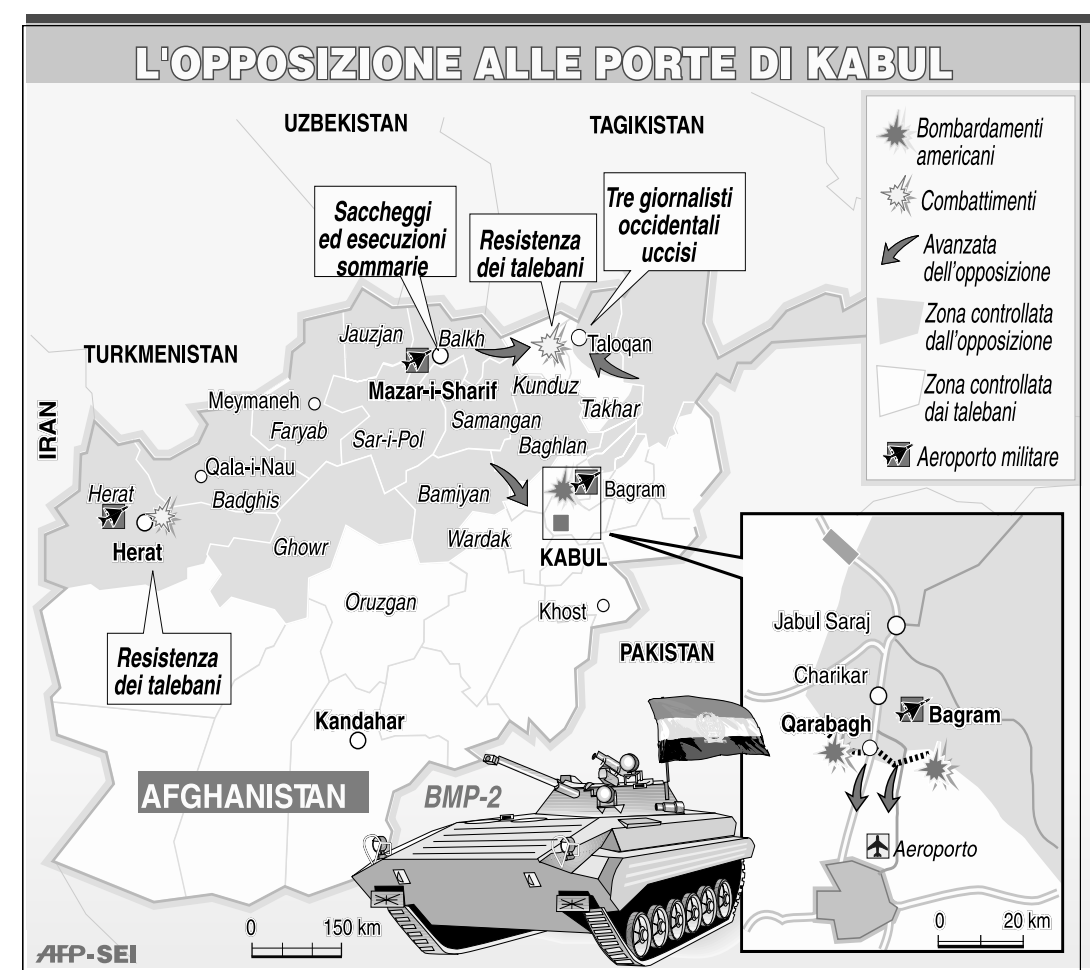 L'OPPOSIZIONE ALLE PORTE DI KABUL
UZBEKISTAN
TAGIKISTAN
TURKMENISTAN
IRAN
PAKISTAN
AFGHANISTAN
Bombardamenti
americani
Combattimenti
Avanzata
dell'opposizione
Zona controllata
dall'opposizione
Zona controllata
dai talebani
Aeroporto militare
Saccheggi
ed esecuzioni
sommarie
Resistenza
dei talebani
Tre giornalisti
occidentali
uccisi
Jauzjan
Balkh
Taloqan
Mazar-i-Sharif
Kunduz
Takhar
Meymaneh
Faryab
Sar-i-Pol
Samangan
Baghlan
Qala-i-Nau
Badghis
Bamiyan
Bagram
Herat
Herat
Ghowr
Wardak
KABUL
Oruzgan
Khost
Resistenza
dei talebani
Kandahar
BMP-2
0 150 km
AFP-SEI
Jabul Saraj
Charikar
Qarabagh
Bagram
Aeroporto
0 20 km